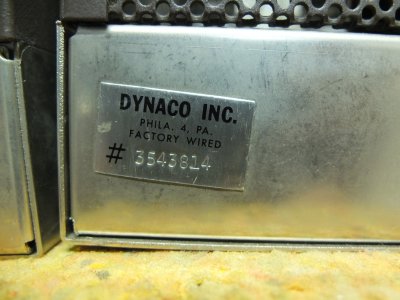 DYNACO INC.
PHILA. 4, PA.
FACTORY WIRED
# 3543814